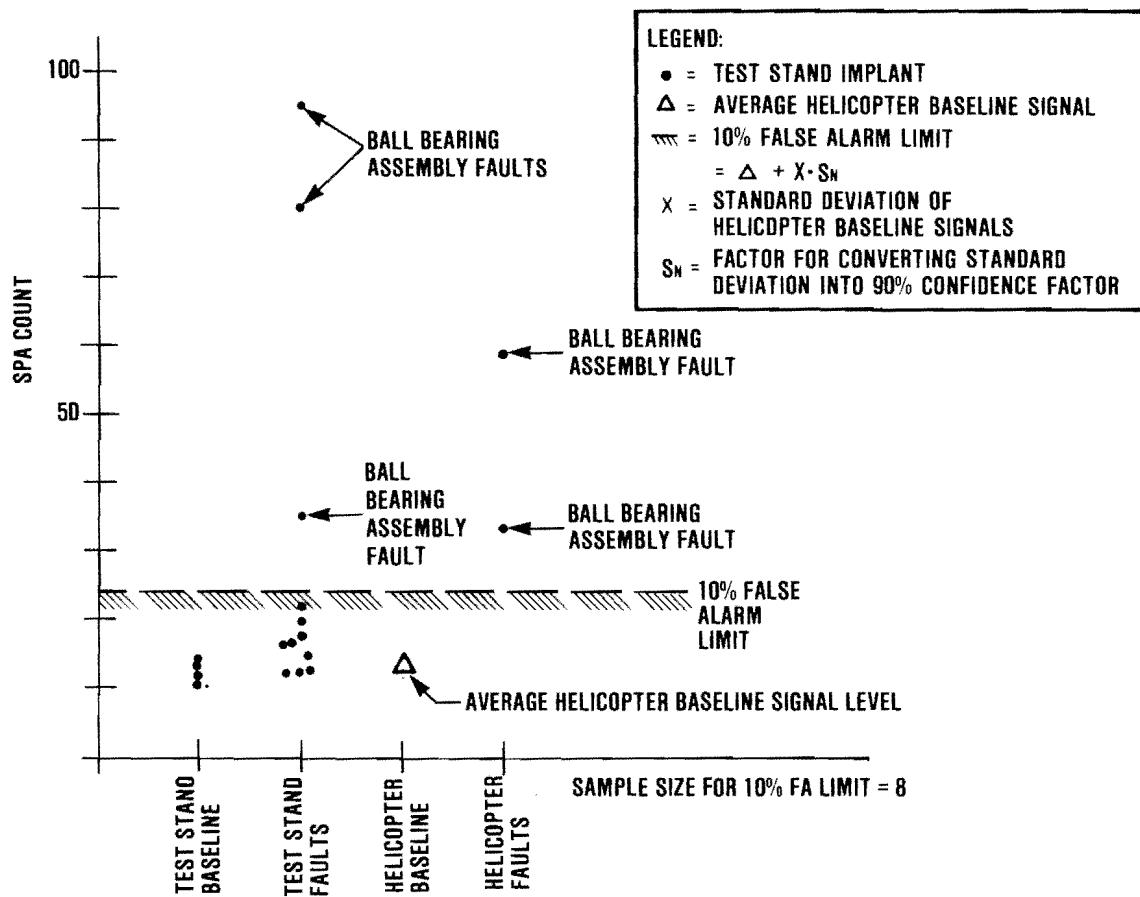 LEGEND:
• = TEST STAND IMPLANT
△ = AVERAGE HELICOPTER BASELINE SIGNAL
= 10% FALSE ALARM LIMIT
= △ + X·SN
X = STANDARD DEVIATION OF
HELICOPTER BASELINE SIGNALS
SN = FACTOR FOR CONVERTING STANDARD
DEVIATION INTO 90% CONFIDENCE FACTOR
100
50
SPA COUNT
BALL BEARING
ASSEMBLY FAULTS
BALL BEARING
ASSEMBLY FAULT
BALL
BEARING
ASSEMBLY
FAULT
BALL BEARING
ASSEMBLY FAULT
10% FALSE
ALARM
LIMIT
AVERAGE HELICOPTER BASELINE SIGNAL LEVEL
SAMPLE SIZE FOR 10% FA LIMIT = 8
TEST STAND
BASELINE
TEST STAND
FAULTS
HELICOPTER
BASELINE
HELICOPTER
FAULTS